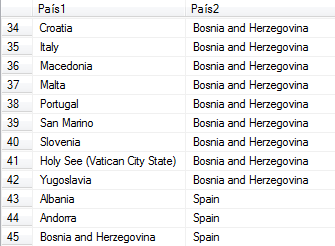 País1 País2
34 Croatia Bosnia and Herzegovina
35 Italy Bosnia and Herzegovina
36 Macedonia Bosnia and Herzegovina
37 Malta Bosnia and Herzegovina
38 Portugal Bosnia and Herzegovina
39 San Marino Bosnia and Herzegovina
40 Slovenia Bosnia and Herzegovina
41 Holy See (Vatican City State) Bosnia and Herzegovina
42 Yugoslavia Bosnia and Herzegovina
43 Albania Spain
44 Andorra Spain
45 Bosnia and Herzegovina Spain